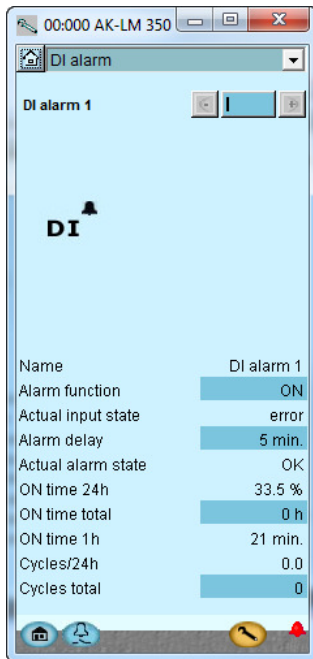 00:000 AK-LM 350
DI alarm
DI alarm 1
DI
Name DI alarm 1
Alarm function ON
Actual input state error
Alarm delay 5 min.
Actual alarm state OK
ON time 24h 33.5 %
ON time total 0 h
ON time 1h 21 min.
Cycles/24h 0.0
Cycles total 0